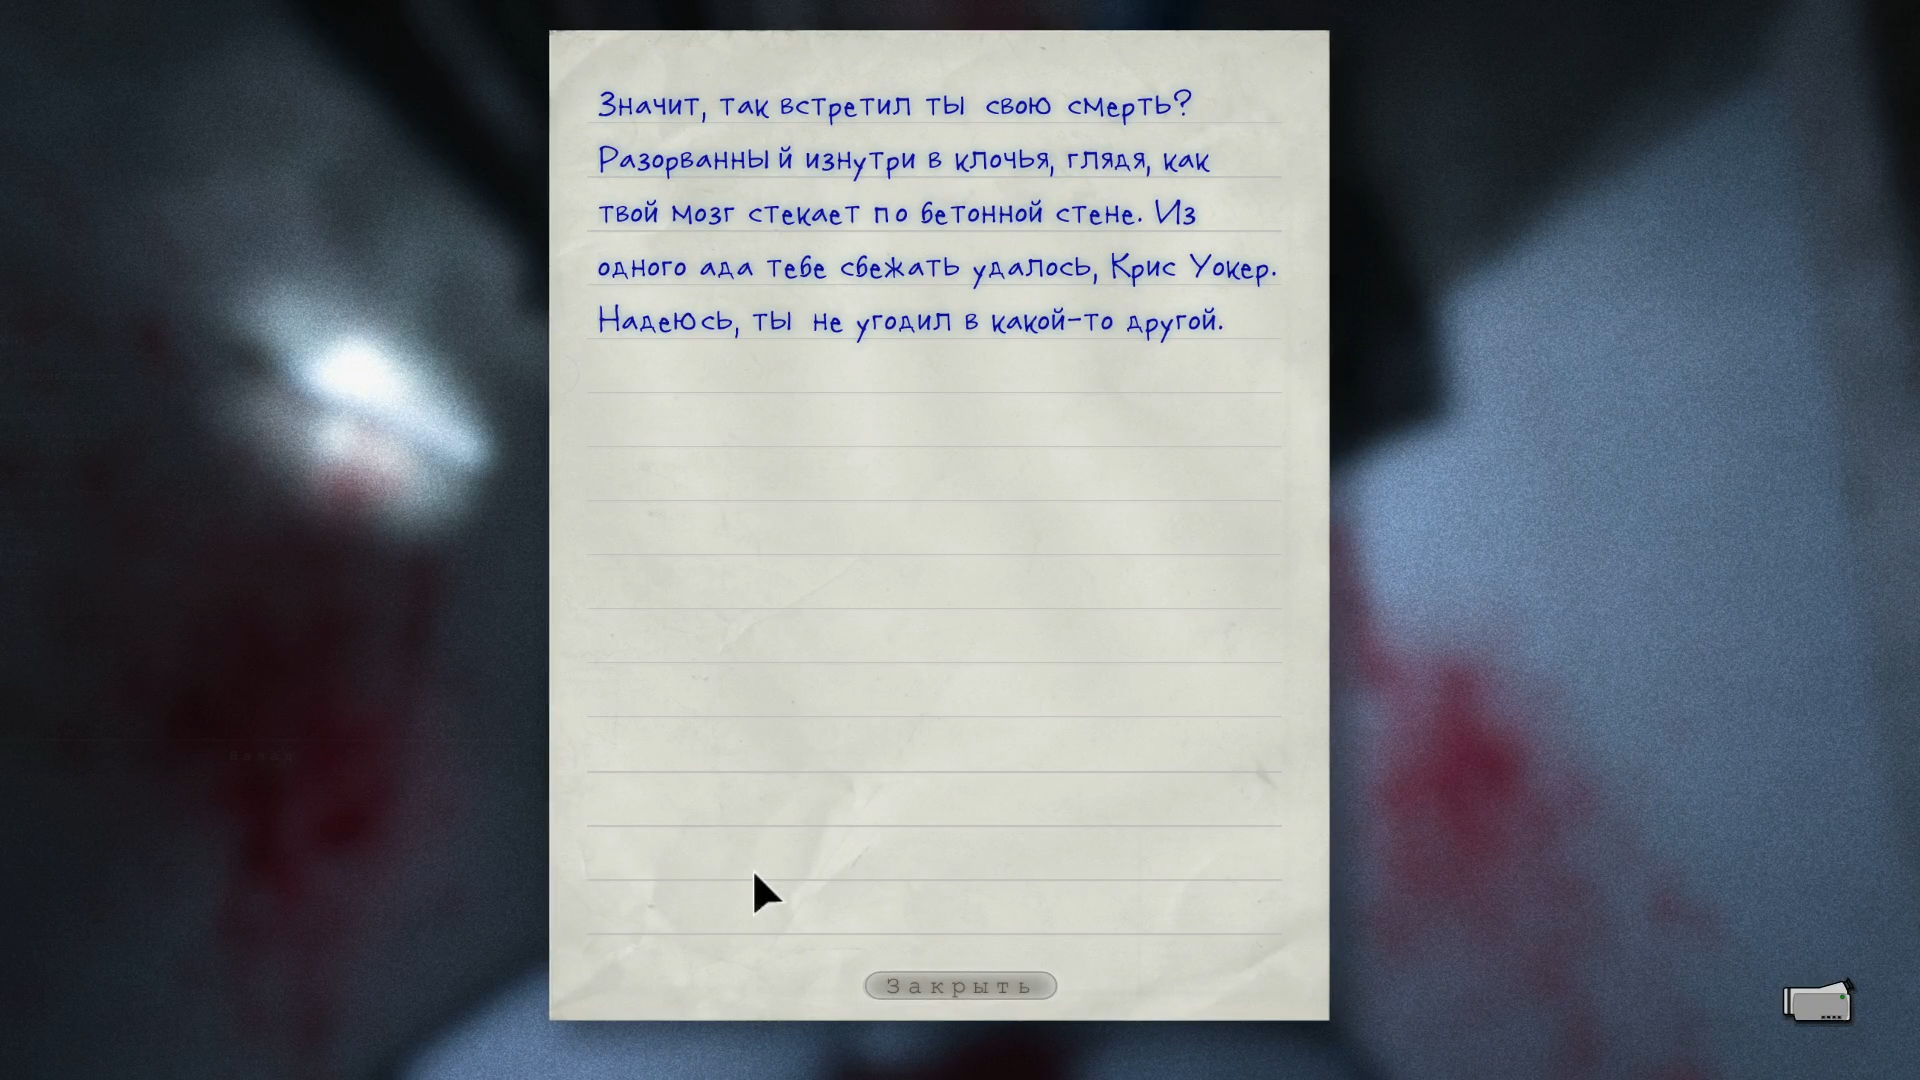 Значит, так встретил ты свою смерть?
Разорванный изнутри в клочья, глядя, как
твой мозг стекает по бетонной стене. Из
одного ада тебе сбежать удалось, Крис Уокер.
Надеюсь, ты не угодил в какой-то другой.
Закрыть